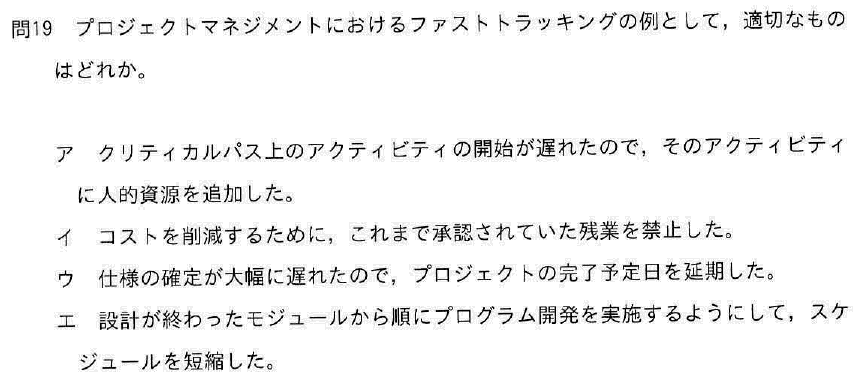 問19 プロジェクトマネジメントにおけるファストトラッキングの例として，適切なもの
はどれか。
ア クリティカルパス上のアクティビティの開始が遅れたので，そのアクティビティ
に人的資源を追加した。
イ コストを削減するために，これまで承認されていた残業を禁止した。
ウ 仕様の確定が大幅に遅れたので，プロジェクトの完了予定日を延期した。
エ 設計が終わったモジュールから順にプログラム開発を実施するようにして，スケ
ジュールを短縮した。